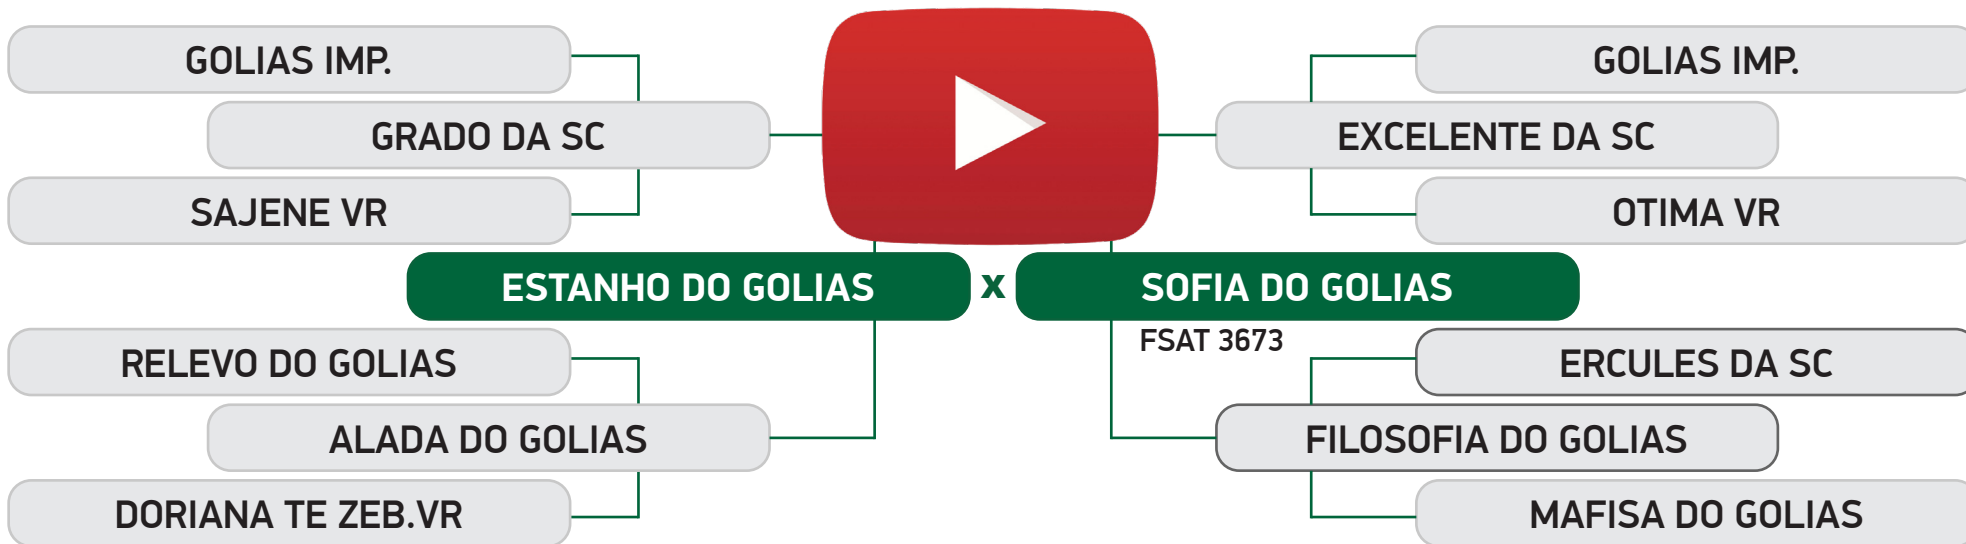 GOLIAS IMP.
GRADO DA SC
SAJENE VR
GOLIAS IMP.
EXCELENTE DA SC
OTIMA VR
ESTANHO DO GOLIAS x SOFIA DO GOLIAS
FSAT 3673
RELEVO DO GOLIAS
ALADA DO GOLIAS
DORIANA TE ZEB.VR
ERCULES DA SC
FILOSOFIA DO GOLIAS
MAFISA DO GOLIAS